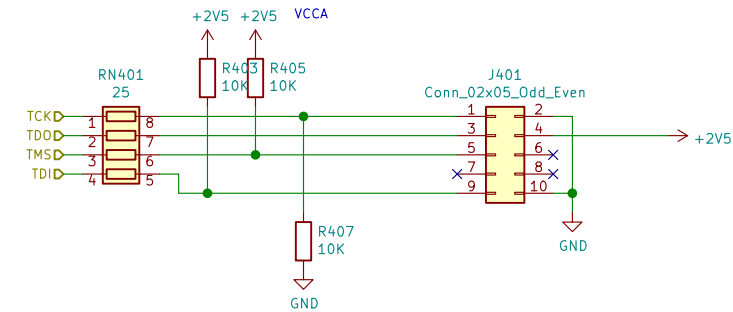 +2V5 +2V5 VCCA
RN401
25
R403 R405
10K 10K
J401
Conn_02x05_Odd_Even
TCK 1 8 1 2
TDO 2 7 3 4 +2V5
TMS 3 6 5 6
TDI 4 5 7 8
9 10
R407
10K
GND
GND